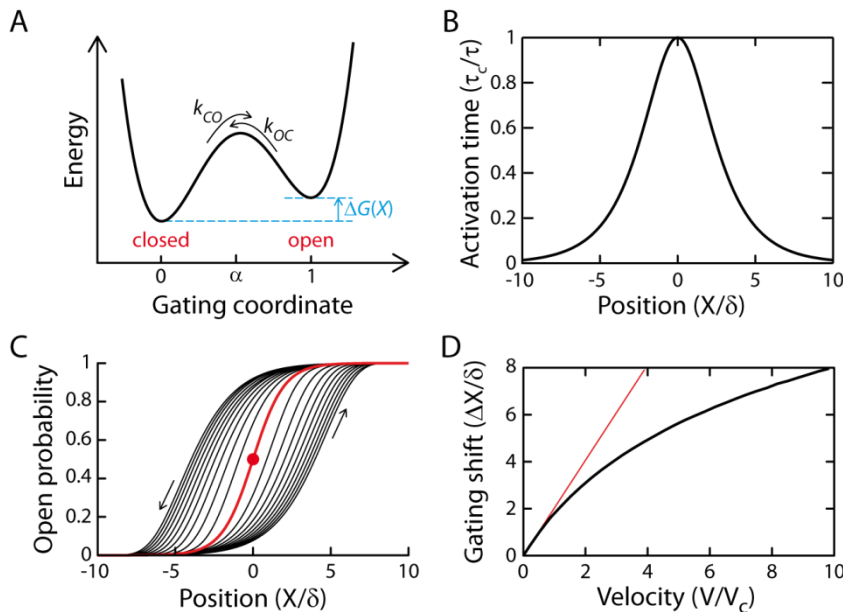 A
Energy
k_CO
k_OC
ΔG(X)
closed
open
0
α
1
Gating coordinate
B
Activation time (τ_c/τ)
1
0.8
0.6
0.4
0.2
0
-10
-5
0
5
10
Position (X/δ)
C
Open probability
1
0.8
0.6
0.4
0.2
0
-10
-5
0
5
10
Position (X/δ)
D
Gating shift (ΔX/δ)
8
6
4
2
0
0
2
4
6
8
10
Velocity (V/V_c)